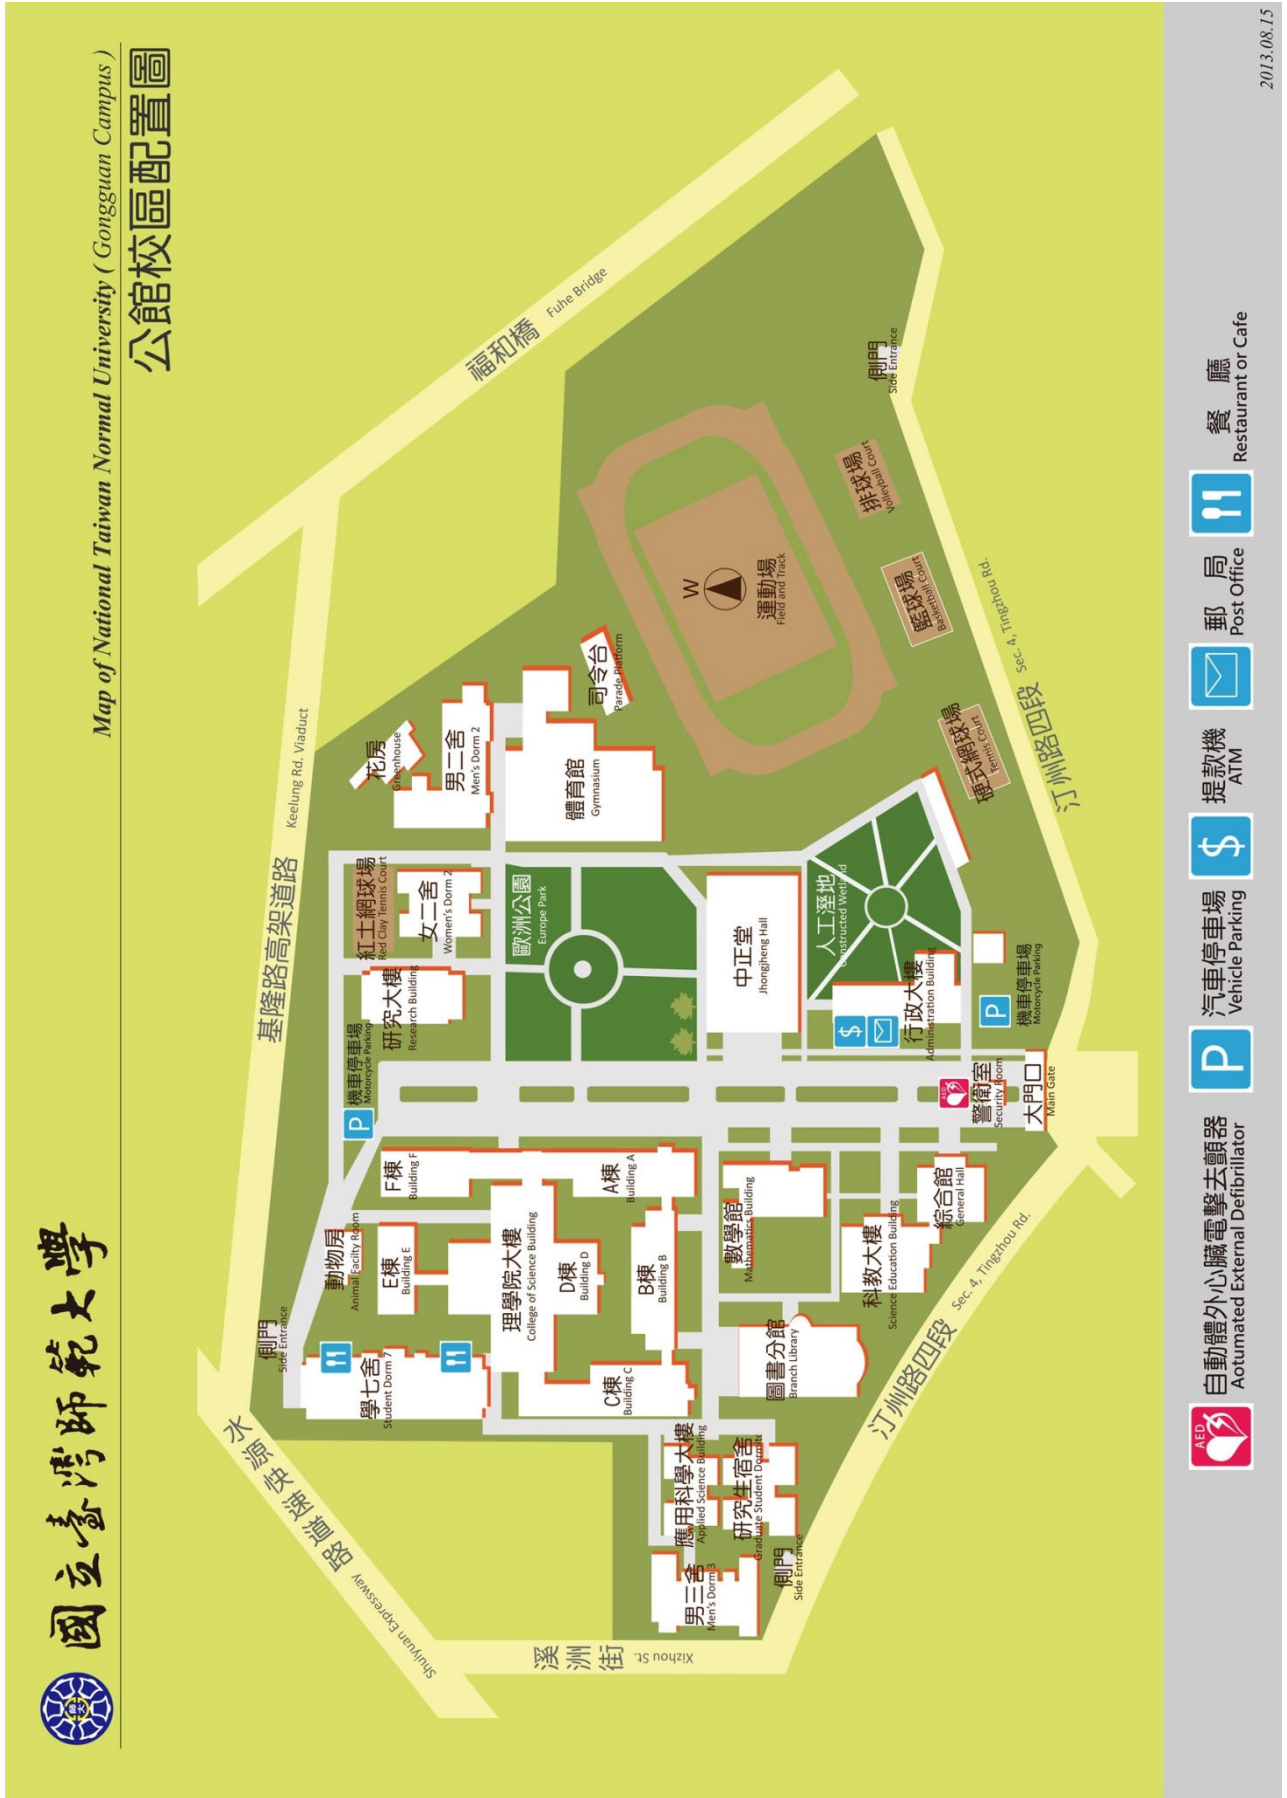 國立臺灣師範大學
Map of National Taiwan Normal University ( Gongguan Campus )
公館校區配置圖
水源快速道路
Shuiyuan Expressway
基隆路高架道路
Keelung Rd. Viaduct
福和橋
Fuhe Bridge
側門
Side Entrance
動物房
Animal Facilty Room
機車停車場
Motorcycle Parking
P
研究大樓
Research Building
紅土網球場
Red Clay Tennis Court
女二舍
Women's Dorm 2
花房
Greenhouse
男二舍
Men's Dorm 2
學七舍
Student Dorm 7
E棟
Building E
F棟
Building F
理學院大樓
College of Science Building
歐洲公園
Europe Park
體育館
Gymnasium
司令台
Parade Platform
D棟
Building D
A棟
Building A
C棟
Building C
B棟
Building B
溪洲街
Xizhou St.
應用科學大樓
Applied Science Building
男三舍
Men's Dorm 3
研究生宿舍
側門
Side Entrance
圖書分館
Branch Library
數學館
Mathematics Building
中正堂
Jhongjheng Hall
W
運動場
Field and Track
人工溼地
Constructed Wetland
科教大樓
Science Education Building
綜合館
General Hall
$
行政大樓
Administration Building
AED
警衛室
Security Room
大門口
Main Gate
P
機車停車場
Motorcycle Parking
硬式網球場
Tennis Court
籃球場
Basketball Court
排球場
Volleyball Court
側門
Side Entrance
汀州路四段
Sec. 4, Tingzhou Rd.
汀州路四段
Sec. 4, Tingzhou Rd.
AED
自動體外心臟電擊去顫器
Aotumated External Defibrillator
P
汽車停車場
Vehicle Parking
$
提款機
ATM
郵局
Post Office
餐廳
Restaurant or Cafe
2013.08.15